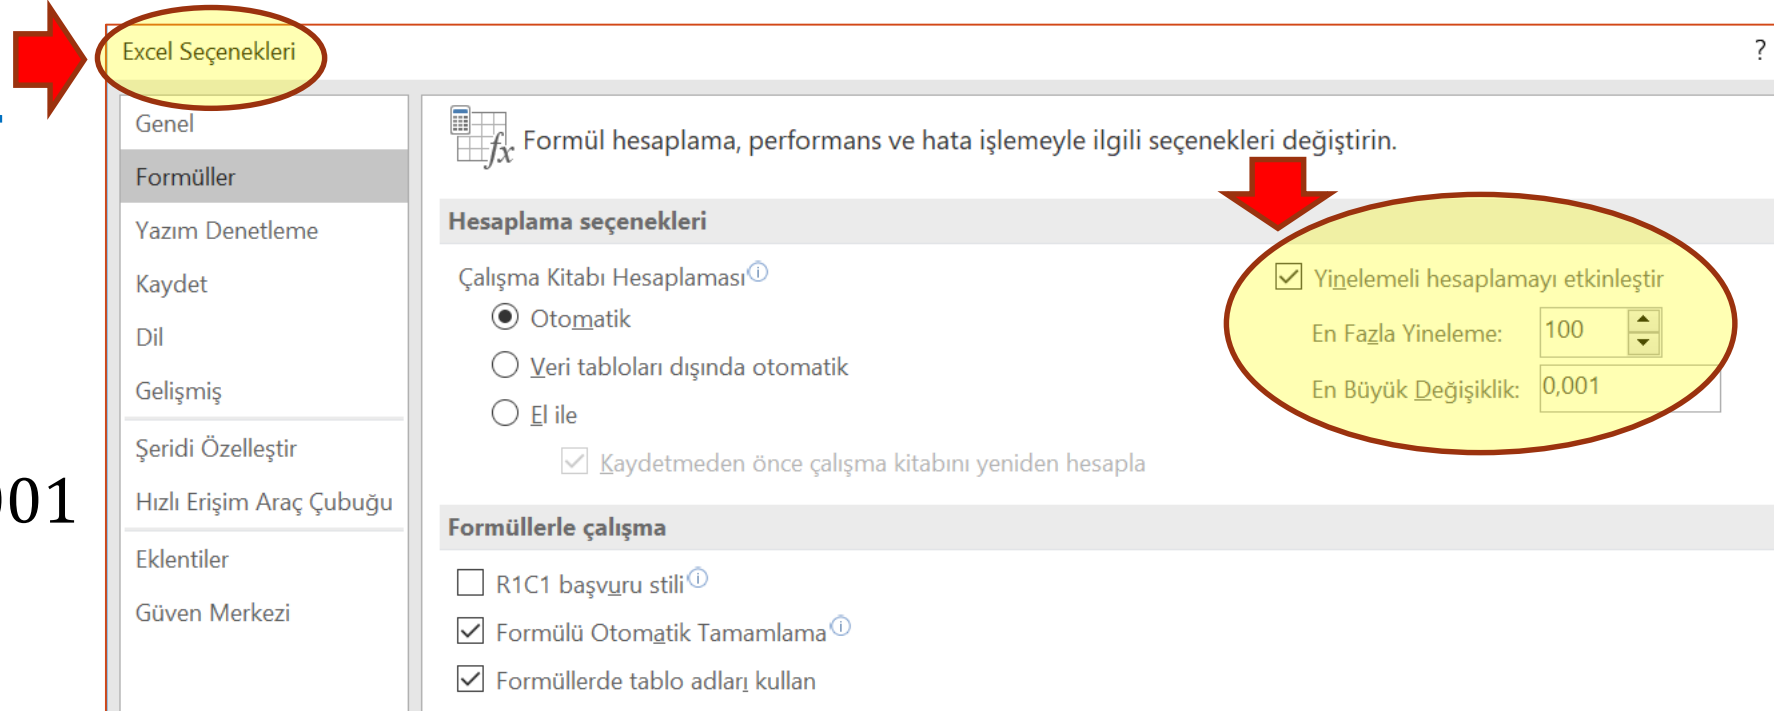 Excel Seçenekleri
?
Genel
Formüller
Yazım Denetleme
Kaydet
Dil
Gelişmiş
Şeridi Özelleştir
Hızlı Erişim Araç Çubuğu
Eklentiler
Güven Merkezi
001
fx Formül hesaplama, performans ve hata işlemeyle ilgili seçenekleri değiştirin.
Hesaplama seçenekleri
Çalışma Kitabı Hesaplaması
Otomatik
Veri tabloları dışında otomatik
El ile
Kaydetmeden önce çalışma kitabını yeniden hesapla
Yinelemeli hesaplamayı etkinleştir
En Fazla Yineleme: 100
En Büyük Değişiklik: 0,001
Formüllerle çalışma
R1C1 başvuru stili
Formülü Otomatik Tamamlama
Formüllerde tablo adları kullan